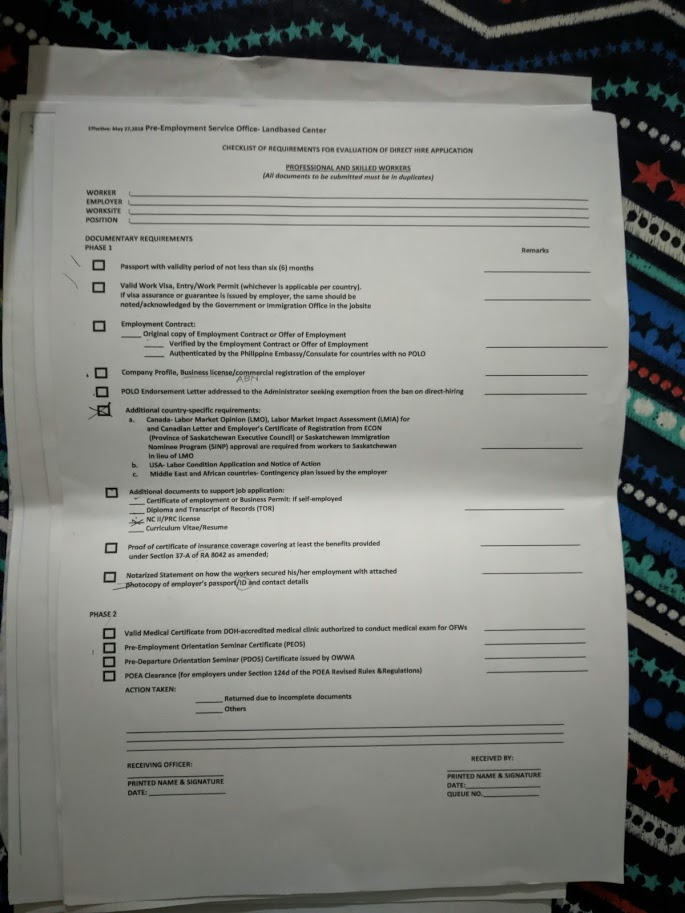 Effective: May 27,2018 Pre-Employment Service Office- Landbased Center
CHECKLIST OF REQUIREMENTS FOR EVALUATION OF DIRECT HIRE APPLICATION
PROFESSIONAL AND SKILLED WORKERS
(All documents to be submitted must be in duplicates)
WORKER :
EMPLOYER :
WORKSITE :
POSITION :
DOCUMENTARY REQUIREMENTS
PHASE 1
Remarks
Passport with validity period of not less than six (6) months
Valid Work Visa, Entry/Work Permit (whichever is applicable per country).
If visa assurance or guarantee is issued by employer, the same should be
noted/acknowledged by the Government or Immigration Office in the jobsite
Employment Contract:
Original copy of Employment Contract or Offer of Employment
Verified by the Employment Contract or Offer of Employment
Authenticated by the Philippine Embassy/Consulate for countries with no POLO
Company Profile, Business license/commercial registration of the employer
ABN
POLO Endorsement Letter addressed to the Administrator seeking exemption from the ban on direct-hiring
Additional country-specific requirements:
a. Canada- Labor Market Opinion (LMO), Labor Market Impact Assessment (LMIA) for
and Canadian Letter and Employer's Certificate of Registration from ECON
(Province of Saskatchewan Executive Council) or Saskatchewan Immigration
Nominee Program (SINP) approval are required from workers to Saskatchewan
in lieu of LMO
b. USA- Labor Condition Application and Notice of Action
c. Middle East and African countries- Contingency plan issued by the employer
Additional documents to support job application:
Certificate of employment or Business Permit: if self-employed
Diploma and Transcript of Records (TOR)
NC II/PRC license
Curriculum Vitae/Resume
Proof of certificate of insurance coverage covering at least the benefits provided
under Section 37-A of RA 8042 as amended;
Notarized Statement on how the workers secured his/her employment with attached
photocopy of employer's passport/ID and contact details
PHASE 2
Valid Medical Certificate from DOH-accredited medical clinic authorized to conduct medical exam for OFWs
Pre-Employment Orientation Seminar Certificate (PEOS)
Pre-Departure Orientation Seminar (PDOS) Certificate issued by OWWA
POEA Clearance (for employers under Section 124d of the POEA Revised Rules &Regulations)
ACTION TAKEN:
Returned due to incomplete documents
Others
RECEIVING OFFICER:
RECEIVED BY:
PRINTED NAME & SIGNATURE
DATE:
PRINTED NAME & SIGNATURE
DATE:
QUEUE NO.